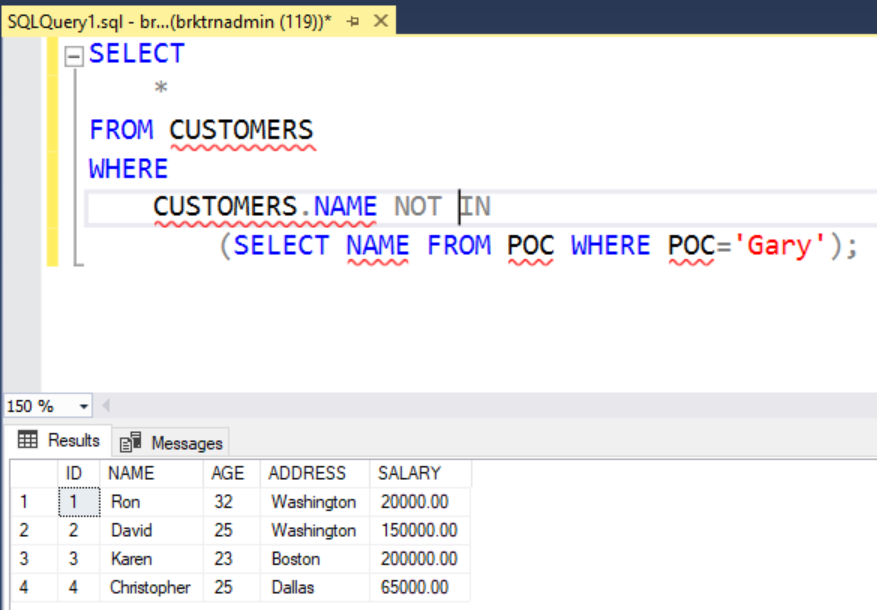 SQLQuery1.sql - br...(brktrnadmin (119))*
SELECT
*
FROM CUSTOMERS
WHERE
CUSTOMERS.NAME NOT IN
(SELECT NAME FROM POC WHERE POC='Gary');
150 %
Results Messages
ID NAME AGE ADDRESS SALARY
1 1 Ron 32 Washington 20000.00
2 2 David 25 Washington 150000.00
3 3 Karen 23 Boston 200000.00
4 4 Christopher 25 Dallas 65000.00